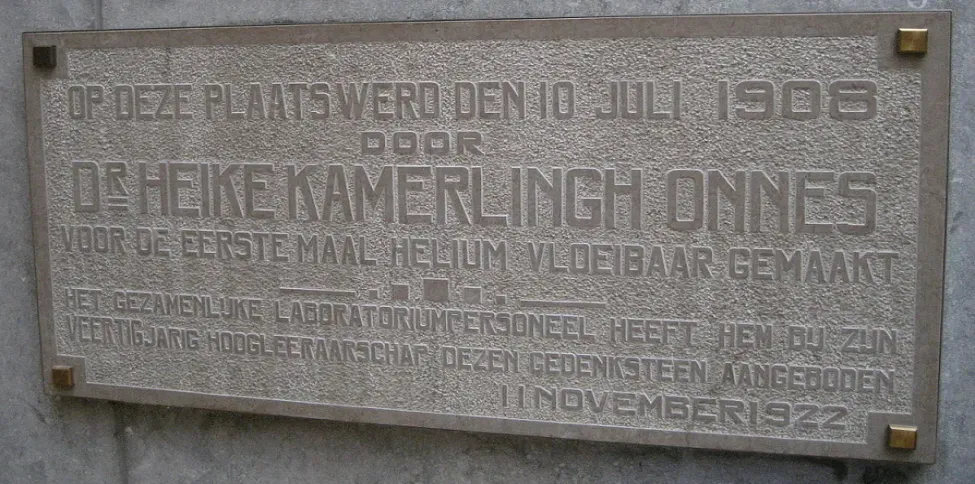 OP DEZE PLAATS WERD DEN 10 JULI 1908
DOOR
DR HEIKE KAMERLINGH ONNES
VOOR DE EERSTE MAAL HELIUM VLOEIBAAR GEMAAKT
HET GEZAMENLIJKE LABORATORIUMPERSONEEL HEEFT HEM BIJ ZIJN
VEERTIGJARIG HOOGLEERAARSCHAP DEZEN GEDENKSTEEN AANGEBODEN
11 NOVEMBER 1922